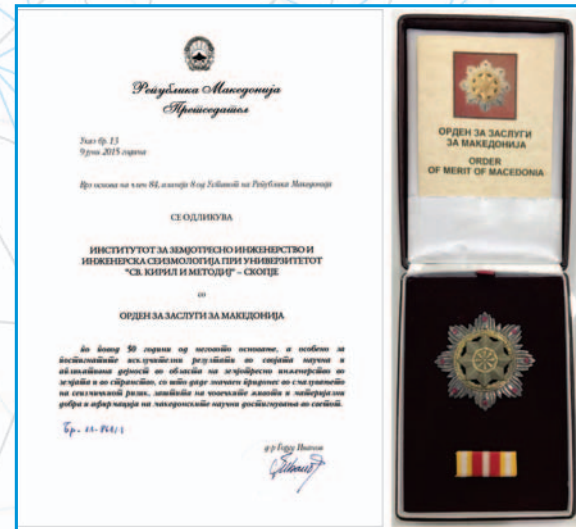 Република Македонија
Претседател
Указ бр. 13
9 јуни 2015 година
Врз основа на член 84, алинеја 8 од Уставот на Република Македонија
СЕ ОДЛИКУВА
ИНСТИТУТОТ ЗА ЗЕМЈОТРЕСНО ИНЖЕНЕРСТВО И
ИНЖЕНЕРСКА СЕИЗМОЛОГИЈА ПРИ УНИВЕРЗИТЕТОТ
"СВ. КИРИЛ И МЕТОДИЈ" – СКОПЈЕ
со
ОРДЕН ЗА ЗАСЛУГИ ЗА МАКЕДОНИЈА
по повод 50 години од неговото основање, а особено за
постигнатите исклучителни резултати во својата научна и
апликативна дејност во областа на земјотресно инженерство во
земјата и во странство, со што даде значаен придонес во смалувањето
на сеизмичкиот ризик, заштита на човечките животи и материјални
добра и афирмација на македонските научни достигнувања во светот.
д-р Ѓорге Иванов
ОРДЕН ЗА ЗАСЛУГИ
ЗА МАКЕДОНИЈА
ORDER
OF MERIT OF MACEDONIA